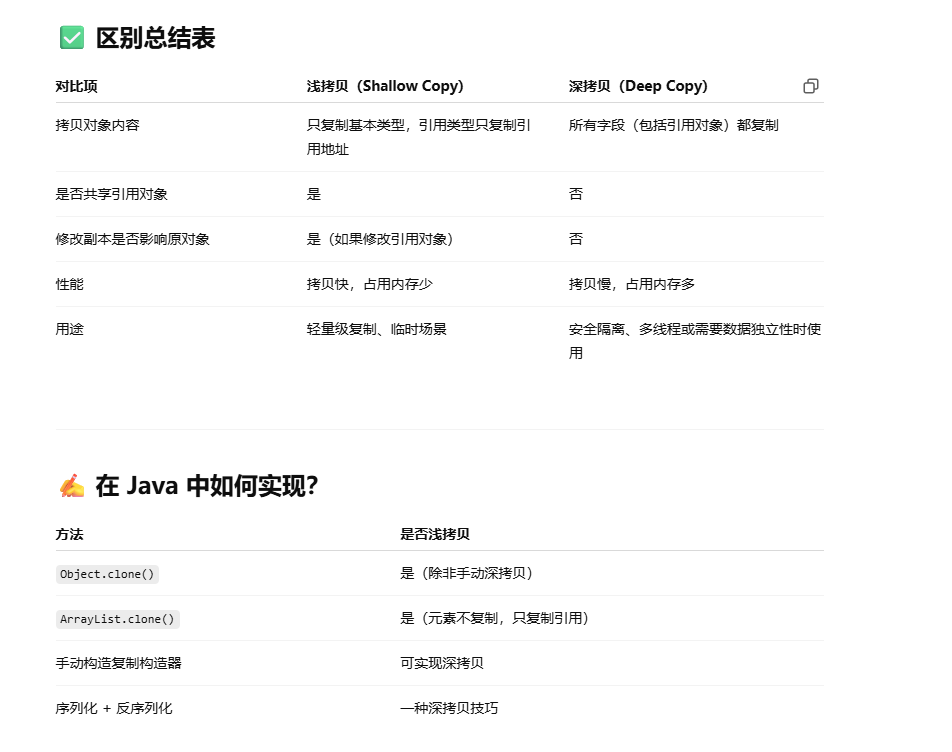 ✅ 区别总结表
对比项 浅拷贝（Shallow Copy） 深拷贝（Deep Copy）
拷贝对象内容 只复制基本类型，引用类型只复制引用地址 所有字段（包括引用对象）都复制
是否共享引用对象 是 否
修改副本是否影响原对象 是（如果修改引用对象） 否
性能 拷贝快，占用内存少 拷贝慢，占用内存多
用途 轻量级复制、临时场景 安全隔离、多线程或需要数据独立性时使用
✍️ 在 Java 中如何实现？
方法 是否浅拷贝
Object.clone() 是（除非手动深拷贝）
ArrayList.clone() 是（元素不复制，只复制引用）
手动构造复制构造器 可实现深拷贝
序列化 + 反序列化 一种深拷贝技巧